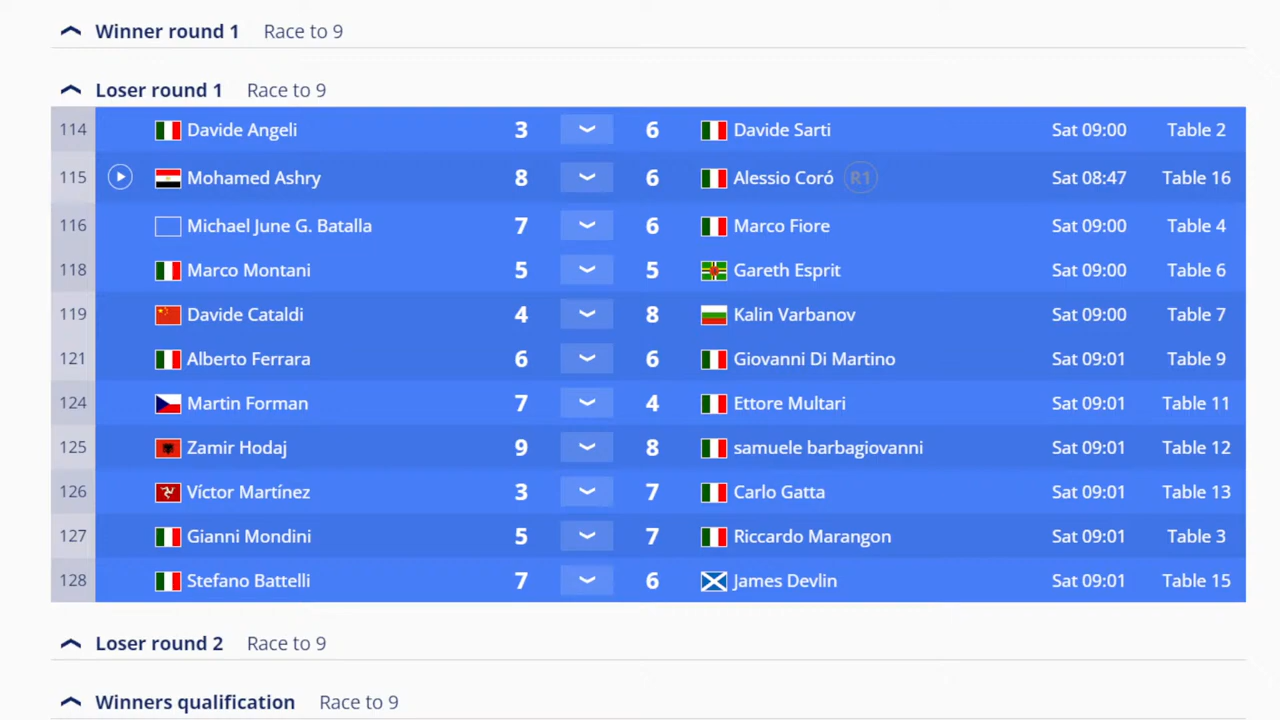 Winner round 1 Race to 9
Loser round 1 Race to 9
114 Davide Angeli 3 6 Davide Sarti Sat 09:00 Table 2
115 Mohamed Ashry 8 6 Alessio Coró R1 Sat 08:47 Table 16
116 Michael June G. Batalla 7 6 Marco Fiore Sat 09:00 Table 4
118 Marco Montani 5 5 Gareth Esprit Sat 09:00 Table 6
119 Davide Cataldi 4 8 Kalin Varbanov Sat 09:00 Table 7
121 Alberto Ferrara 6 6 Giovanni Di Martino Sat 09:01 Table 9
124 Martin Forman 7 4 Ettore Multari Sat 09:01 Table 11
125 Zamir Hodaj 9 8 samuele barbagiovanni Sat 09:01 Table 12
126 Víctor Martínez 3 7 Carlo Gatta Sat 09:01 Table 13
127 Gianni Mondini 5 7 Riccardo Marangon Sat 09:01 Table 3
128 Stefano Battelli 7 6 James Devlin Sat 09:01 Table 15
Loser round 2 Race to 9
Winners qualification Race to 9